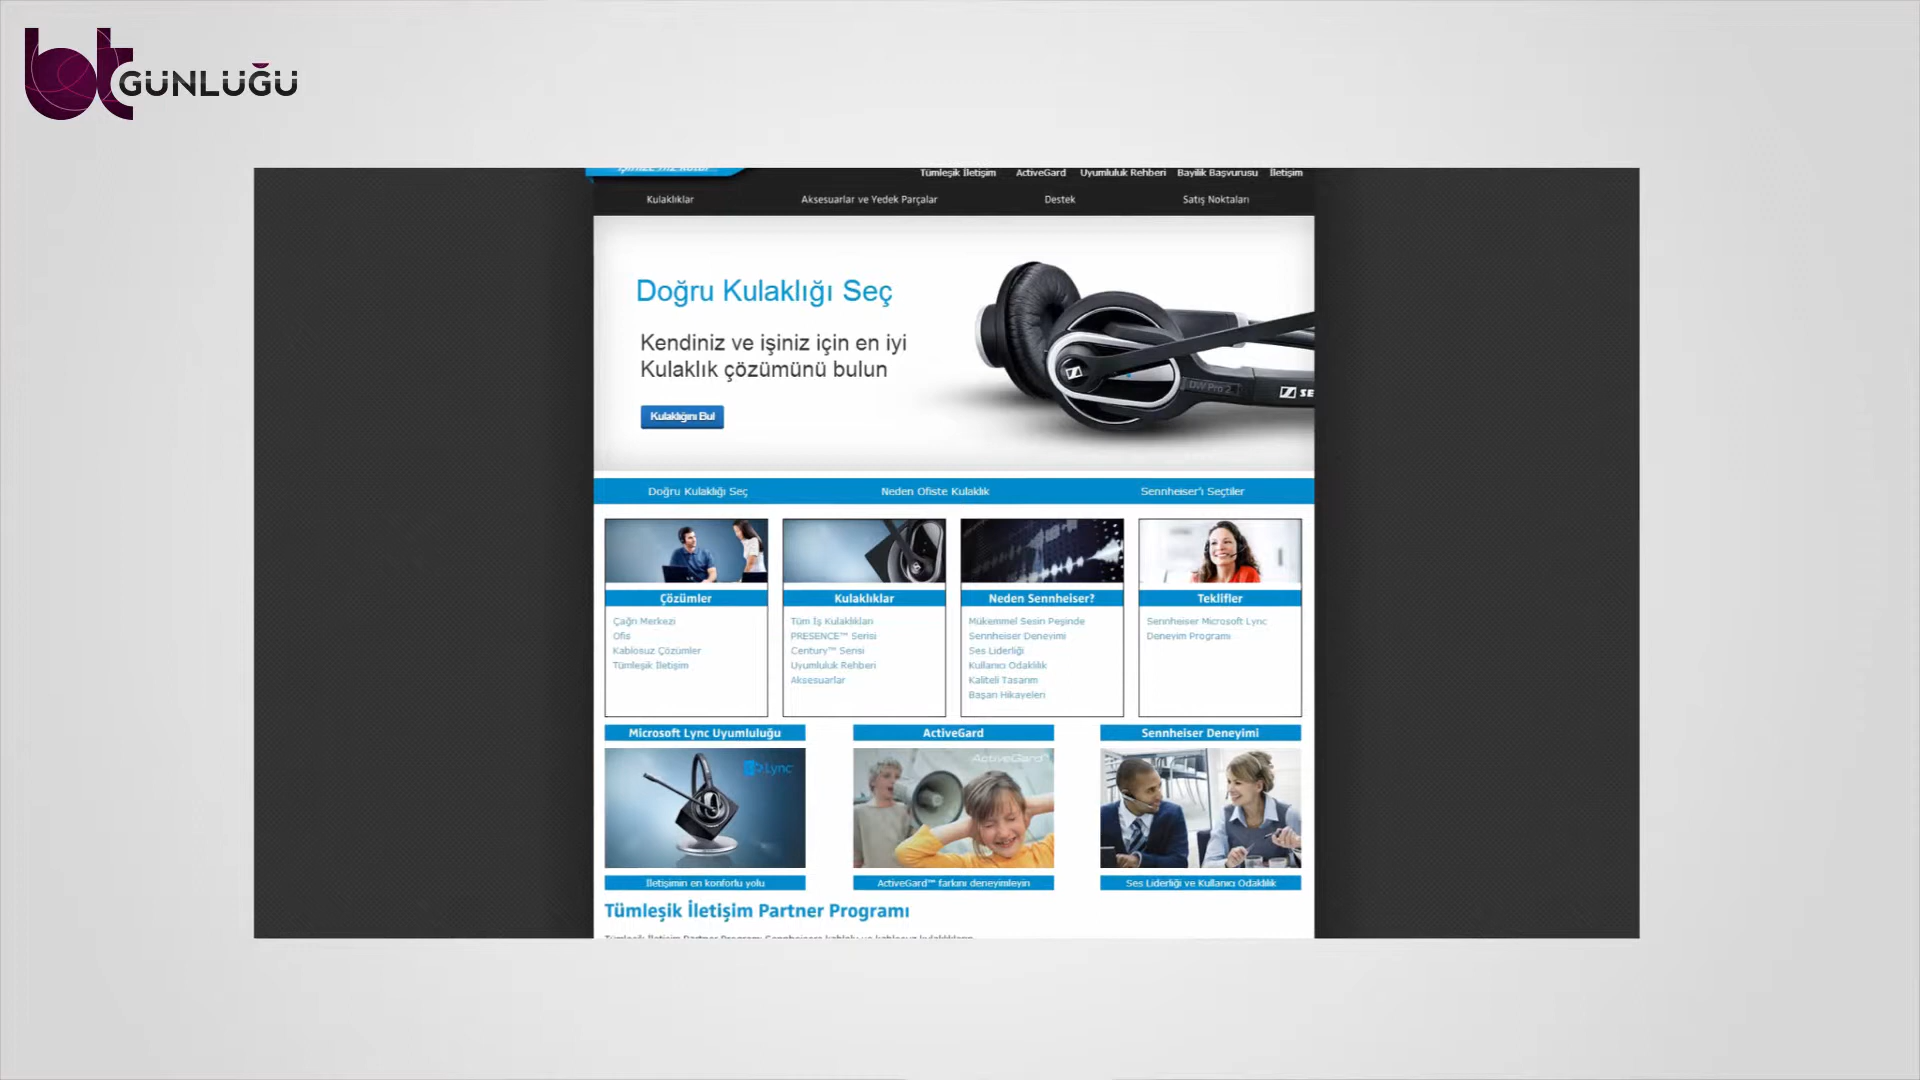 bt GÜNLÜĞÜ
Tümleşik İletişim ActiveGard Uyumluluk Rehberi Bayilik Başvurusu İletişim
Kulaklıklar Aksesuarlar ve Yedek Parçalar Destek Satış Noktaları
Doğru Kulaklığı Seç
Kendiniz ve işiniz için en iyi
Kulaklık çözümünü bulun
Kulaklığını Bul
DW Pro 2
Doğru Kulaklığı Seç Neden Ofiste Kulaklık Sennheiser'ı Seçtiler
Çözümler
Çağrı Merkezi
Ofis
Kablosuz Çözümler
Tümleşik İletişim
Kulaklıklar
Tüm İş Kulaklıkları
PRESENCE™ Serisi
Century™ Serisi
Uyumluluk Rehberi
Aksesuarlar
Neden Sennheiser?
Mükemmel Sesin Peşinde
Sennheiser Deneyimi
Ses Liderliği
Kullanıcı Odaklılık
Kaliteli Tasarım
Başarı Hikayeleri
Teklifler
Sennheiser Microsoft Lync
Deneyim Programı
Microsoft Lync Uyumluluğu
Lync
İletişimin en konforlu yolu
ActiveGard
ActiveGard™
ActiveGard™ farkını deneyimleyin
Sennheiser Deneyimi
Ses Liderliği ve Kullanıcı Odaklılık
Tümleşik İletişim Partner Programı